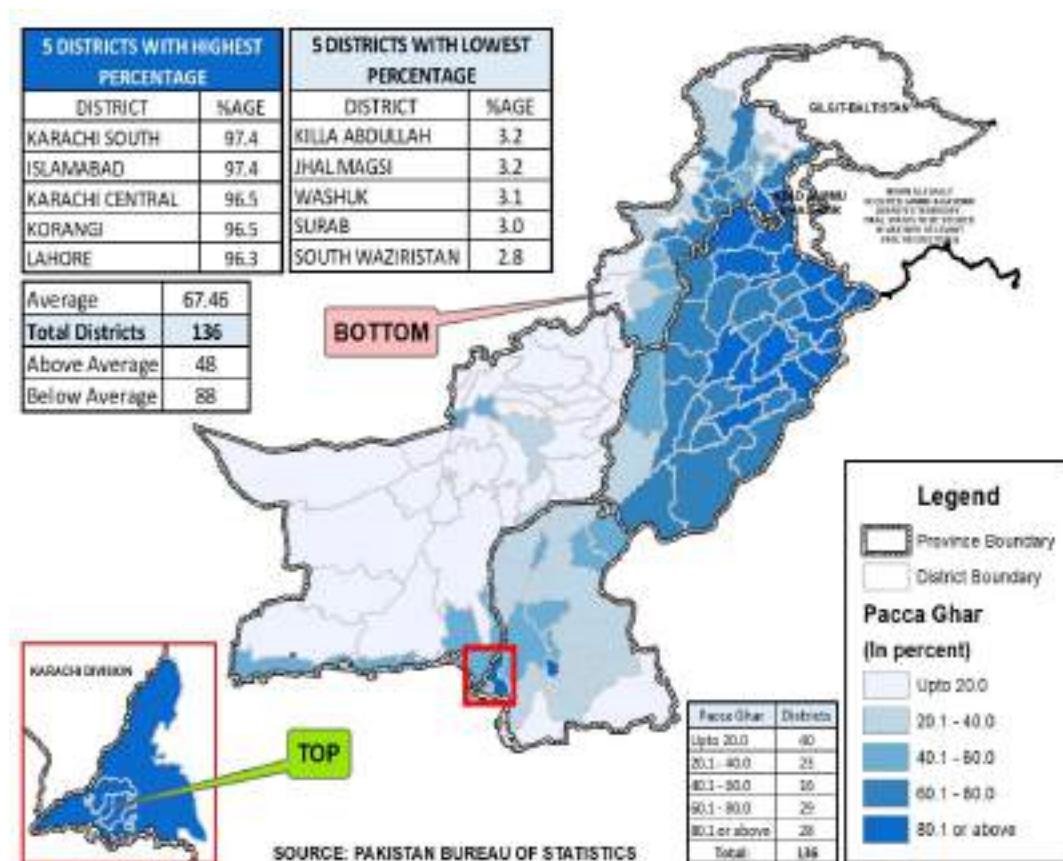 5 DISTRICTS WITH HIGHEST
PERCENTAGE
DISTRICT %AGE
KARACHI SOUTH 97.4
ISLAMABAD 97.4
KARACHI CENTRAL 96.5
KORANGI 96.5
LAHORE 96.3
5 DISTRICTS WITH LOWEST
PERCENTAGE
DISTRICT %AGE
KILLA ABDULLAH 3.2
JHAL MAGSI 3.2
WASHUK 3.1
SURAB 3.0
SOUTH WAZIRISTAN 2.8
Average 67.46
Total Districts 136
Above Average 48
Below Average 88
GILGIT-BALTISTAN
BOTTOM
Legend
Province Boundary
District Boundary
Pacca Ghar
(In percent)
Upto 20.0
20.1 - 40.0
40.1 - 60.0
60.1 - 80.0
80.1 or above
KARACHI DIVISION
TOP
Pacca Ghar Districts
Upto 20.0 40
20.1 - 40.0 23
40.1 - 60.0 16
60.1 - 80.0 29
80.1 or above 28
Total: 136
SOURCE: PAKISTAN BUREAU OF STATISTICS